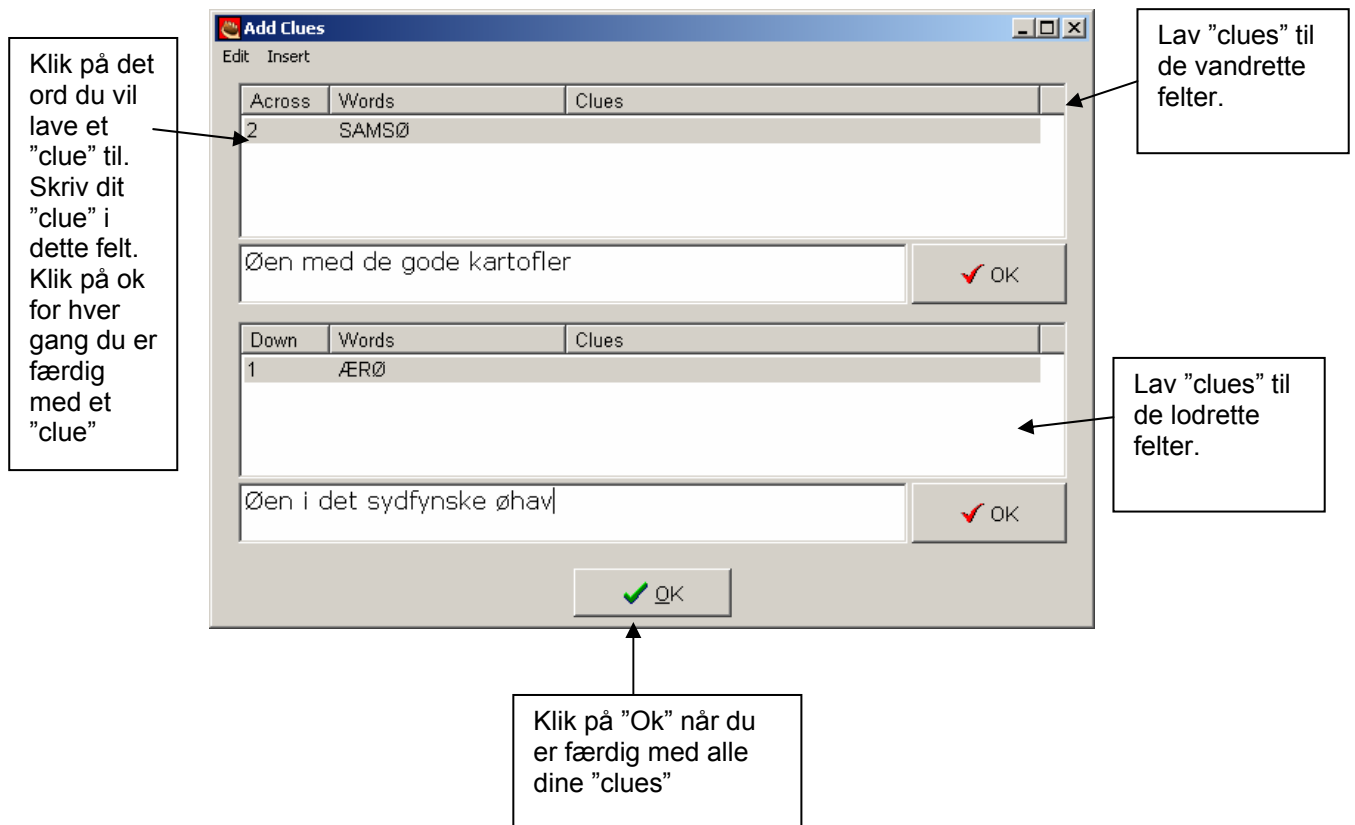 Klik på det
ord du vil
lave et
”clue” til.
Skriv dit
”clue” i
dette felt.
Klik på ok
for hver
gang du er
færdig
med et
”clue”
Add Clues
Edit Insert
Across Words Clues
2 SAMSØ
Øen med de gode kartofler
OK
Down Words Clues
1 ÆRØ
Øen i det sydfynske øhav
OK
OK
Lav ”clues” til
de vandrette
felter.
Lav ”clues” til
de lodrette
felter.
Klik på ”Ok” når du
er færdig med alle
dine ”clues”